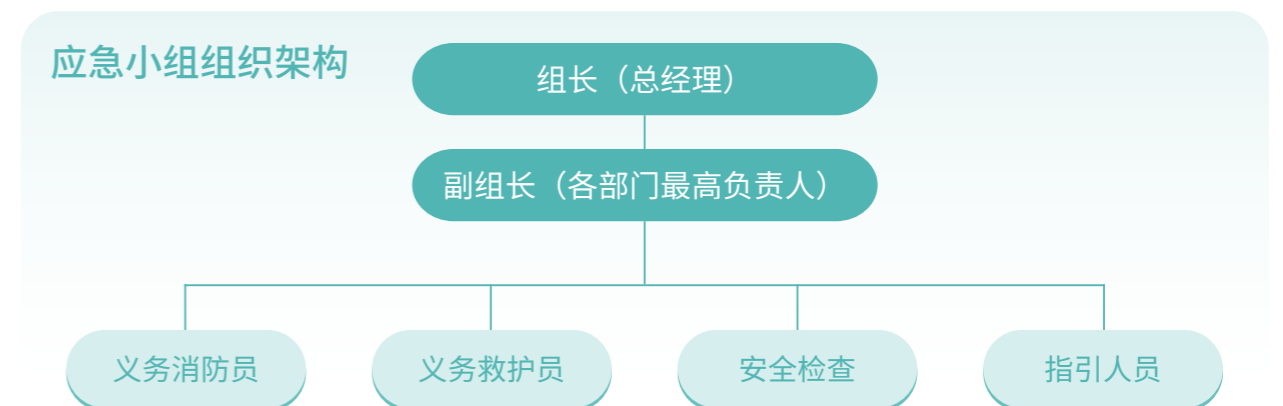 应急小组组织架构
组长（总经理）
副组长（各部门最高负责人）
义务消防员
义务救护员
安全检查
指引人员